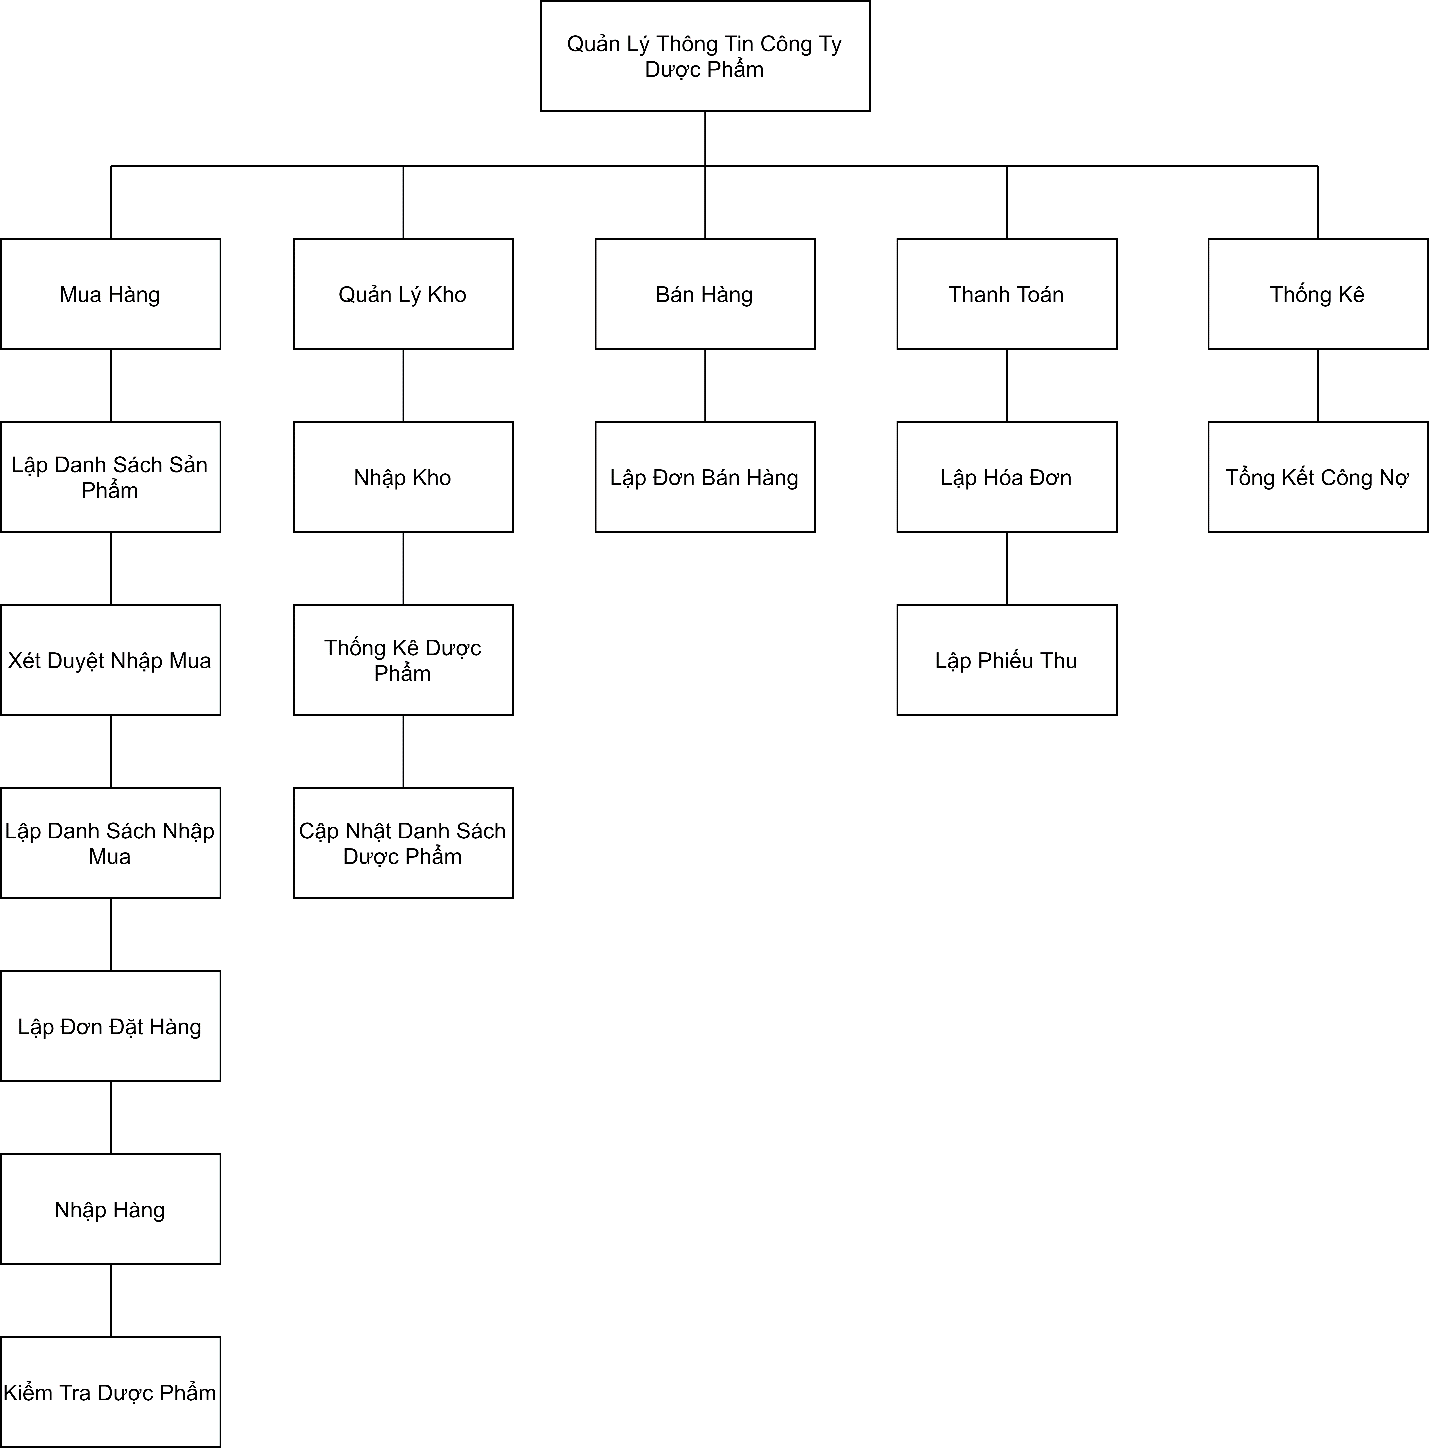 Quản Lý Thông Tin Công Ty
Dược Phẩm
Mua Hàng
Quản Lý Kho
Bán Hàng
Thanh Toán
Thống Kê
Lập Danh Sách Sản
Phẩm
Nhập Kho
Lập Đơn Bán Hàng
Lập Hóa Đơn
Tổng Kết Công Nợ
Xét Duyệt Nhập Mua
Thống Kê Dược
Phẩm
Lập Phiếu Thu
Lập Danh Sách Nhập
Mua
Cập Nhật Danh Sách
Dược Phẩm
Lập Đơn Đặt Hàng
Nhập Hàng
Kiểm Tra Dược Phẩm